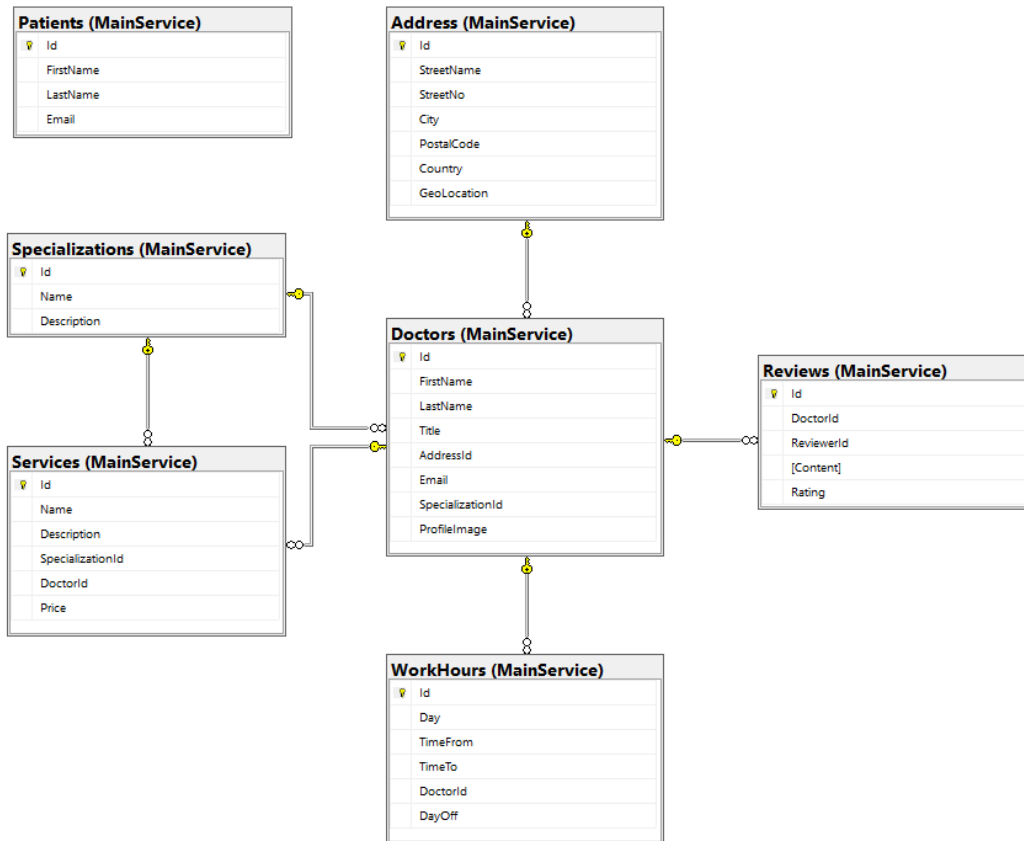 Patients (MainService)
Id
FirstName
LastName
Email
Address (MainService)
Id
StreetName
StreetNo
City
PostalCode
Country
GeoLocation
Specializations (MainService)
Id
Name
Description
Doctors (MainService)
Id
FirstName
LastName
Title
AddressId
Email
SpecializationId
ProfileImage
Reviews (MainService)
Id
DoctorId
ReviewerId
[Content]
Rating
Services (MainService)
Id
Name
Description
SpecializationId
DoctorId
Price
WorkHours (MainService)
Id
Day
TimeFrom
TimeTo
DoctorId
DayOff